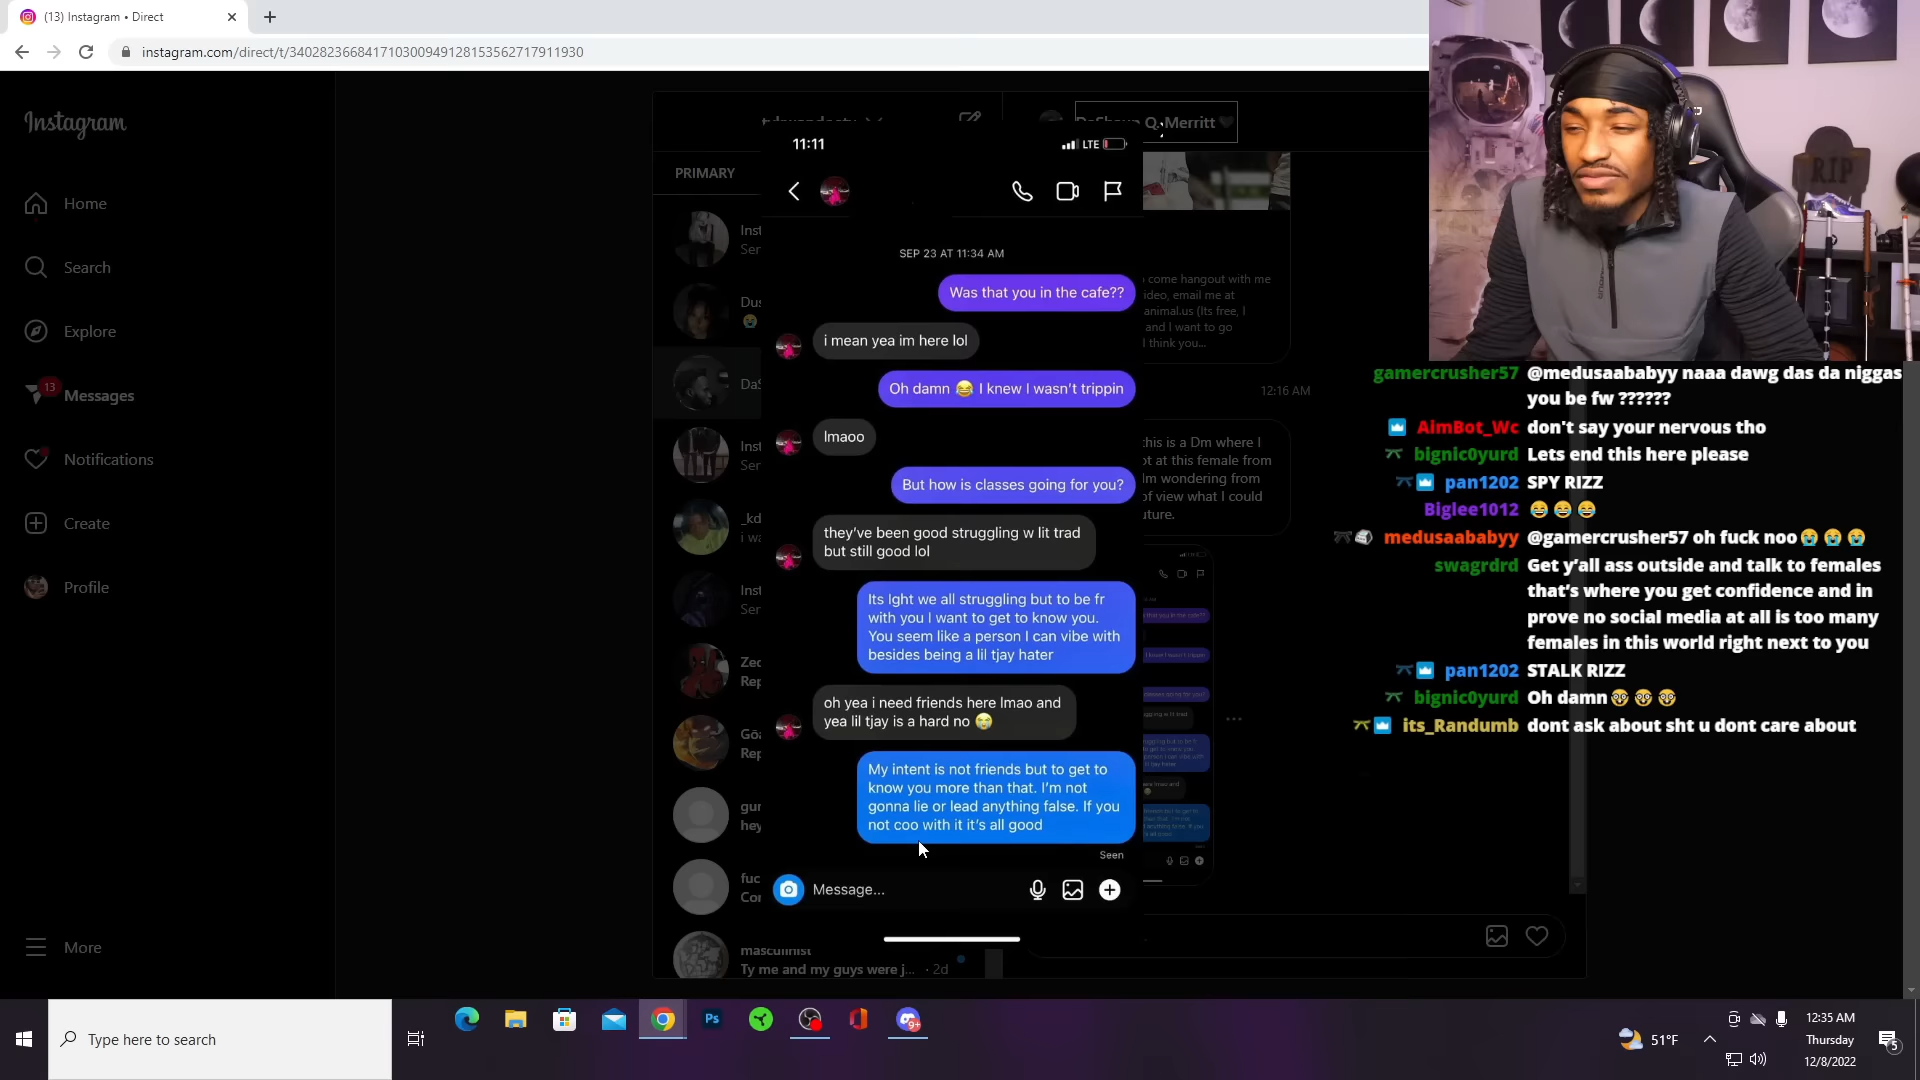 (13) Instagram • Direct
instagram.com/direct/t/340282366841710300949128153562717911930
Instagram
Home
Search
Explore
13
Messages
Notifications
Create
Profile
More
PRIMARY
Q. Merritt
11:11
LTE
SEP 23 AT 11:34 AM
Was that you in the cafe??
i mean yea im here lol
Oh damn 😂 I knew I wasn't trippin
lmaoo
But how is classes going for you?
they've been good struggling w lit trad
but still good lol
Its Ight we all struggling but to be fr
with you I want to get to know you.
You seem like a person I can vibe with
besides being a lil tjay hater
oh yea i need friends here lmao and
yea lil tjay is a hard no 😭
My intent is not friends but to get to
know you more than that. I'm not
gonna lie or lead anything false. If you
not coo with it it's all good
Seen
Message...
come hangout with me
ideo, email me at
animal.us (Its free, I
and I want to go
I think you...
12:16 AM
this is a Dm where I
ot at this female from
Im wondering from
of view what I could
uture.
masculinist
Ty me and my guys were j... · 2d
RIP
gamercrusher57 @medusaababyy naaa dawg das da niggas
you be fw ??????
AimBot_Wc don't say your nervous tho
bignic0yurd Lets end this here please
pan1202 SPY RIZZ
Biglee1012 😂 😂 😂
medusaababyy @gamercrusher57 oh fuck noo😭 😭 😭
swagrdrd Get y'all ass outside and talk to females
that's where you get confidence and in
prove no social media at all is too many
females in this world right next to you
pan1202 STALK RIZZ
bignic0yurd Oh damn🤓 🤓 🤓
its_Randumb dont ask about sht u dont care about
Type here to search
Ps
9+
51°F
12:35 AM
Thursday
12/8/2022
5